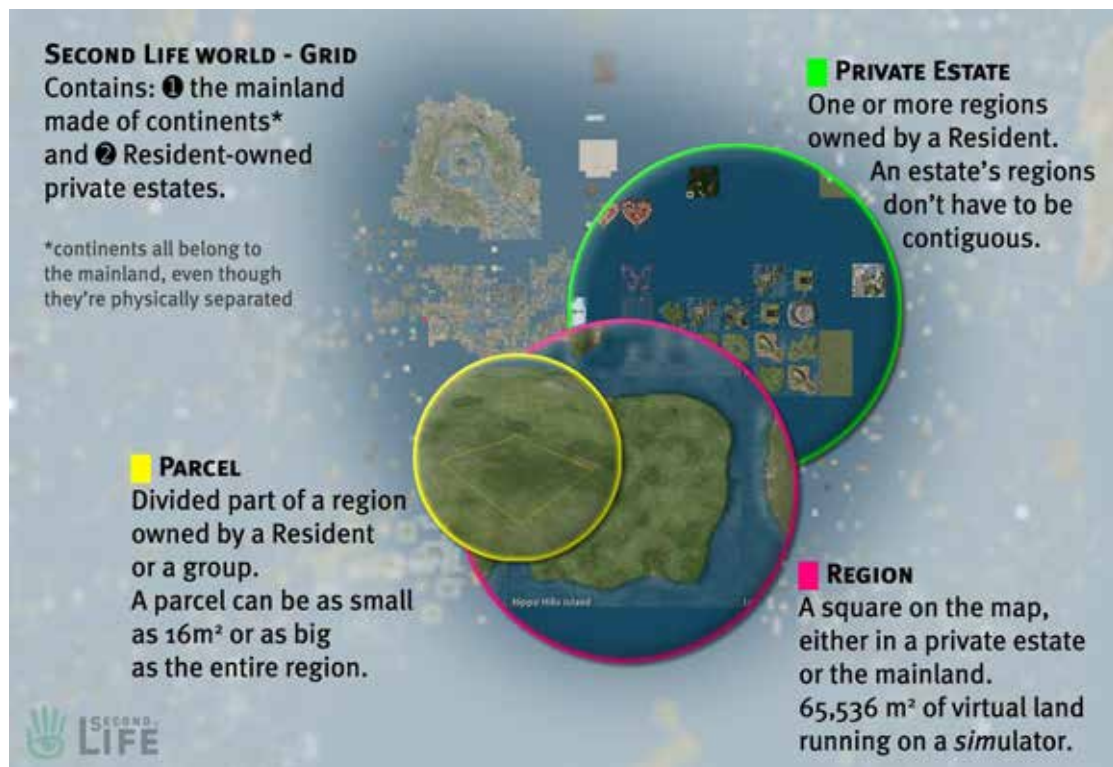 SECOND LIFE WORLD - GRID
Contains: ❶ the mainland
made of continents*
and ❷ Resident-owned
private estates.
*continents all belong to
the mainland, even though
they're physically separated
PRIVATE ESTATE
One or more regions
owned by a Resident.
An estate's regions
don't have to be
contiguous.
PARCEL
Divided part of a region
owned by a Resident
or a group.
A parcel can be as small
as 16m² or as big
as the entire region.
Hippo Hills Island
REGION
A square on the map,
either in a private estate
or the mainland.
65,536 m² of virtual land
running on a simulator.
SECOND
LIFE